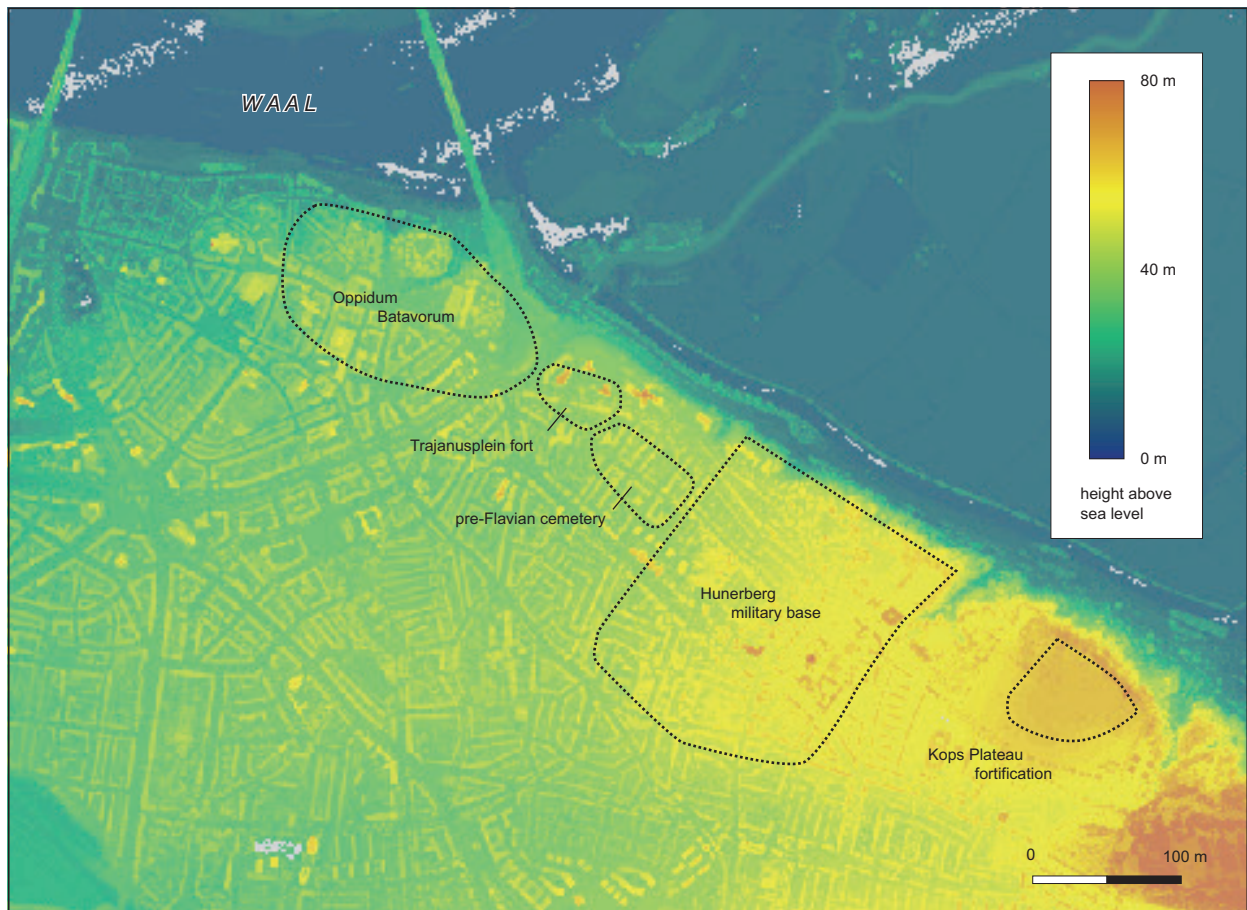 WAAL
80 m
40 m
0 m
height above
sea level
Oppidum
Batavorum
Trajanusplein fort
pre-Flavian cemetery
Hunerberg
military base
Kops Plateau
fortification
0
100 m